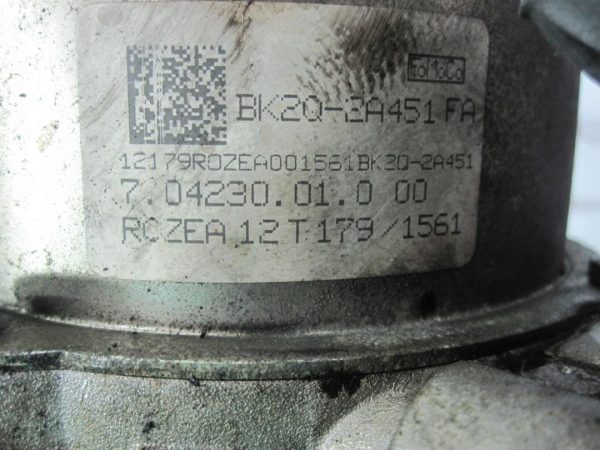 FoMoCo
BK2Q-2A451 FA
12179ROZEA001561BK2Q-2A451
7.04230.01.0 00
ROZEA 12 T 179 / 1561